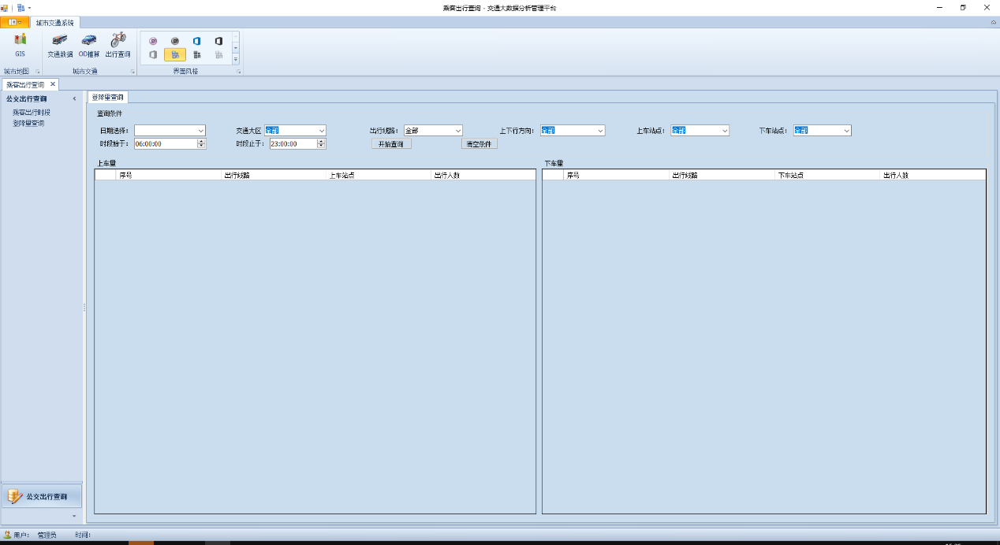 乘客出行查询 - 交通大数据分析管理平台
城市交通系统
GIS 交通数据 OD推算 出行查询
城市地图 城市交通 界面风格
乘客出行查询
公交出行查询
乘客出行时段
登降量查询
登降量查询
查询条件
日期选择： 交通大区 全部 出行线路： 全部 上下行方向： 全部 上车站点： 全部 下车站点： 全部
时段始于： 06:00:00 时段止于： 23:00:00 开始查询 清空条件
上车量 下车量
序号 出行线路 上车站点 出行人数 序号 出行线路 下车站点 出行人数
公交出行查询
用户： 管理员 时间：